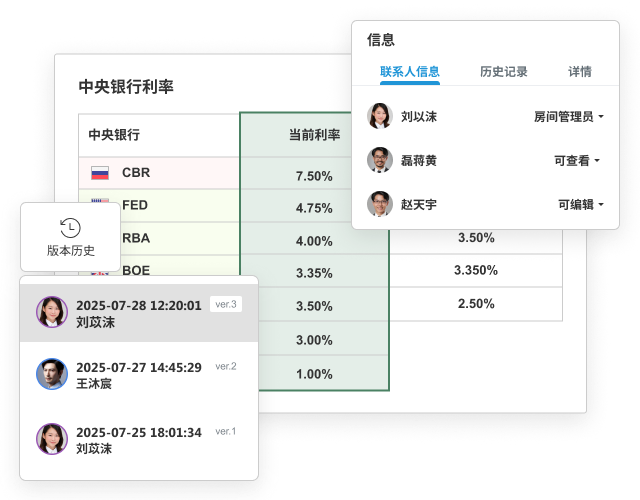 信息
联系人信息 历史记录 详情
刘以沫 房间管理员
磊蒋黄 可查看
赵天宇 可编辑
中央银行利率
中央银行 当前利率
CBR 7.50%
FED 4.75%
RBA 4.00% 3.50%
BOE 3.35% 3.350%
3.50% 2.50%
3.00%
1.00%
版本历史
2025-07-28 12:20:01 ver.3
刘苡沫
2025-07-27 14:45:29 ver.2
王沐宸
2025-07-25 18:01:34 ver.1
刘苡沫